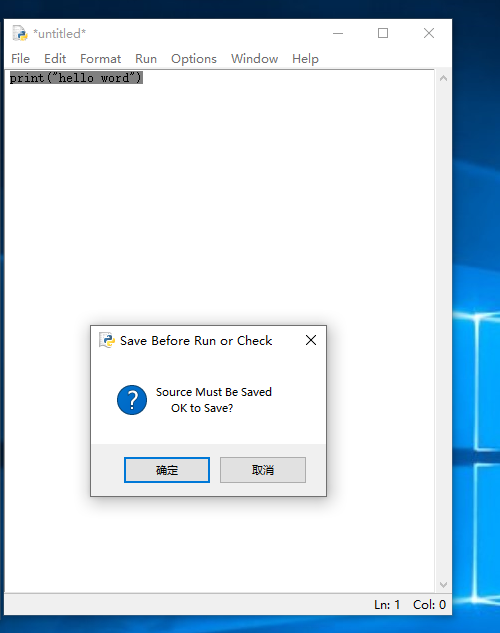 *untitled*
File Edit Format Run Options Window Help
print("hello word")
Save Before Run or Check
Source Must Be Saved
OK to Save?
确定 取消
Ln: 1 Col: 0